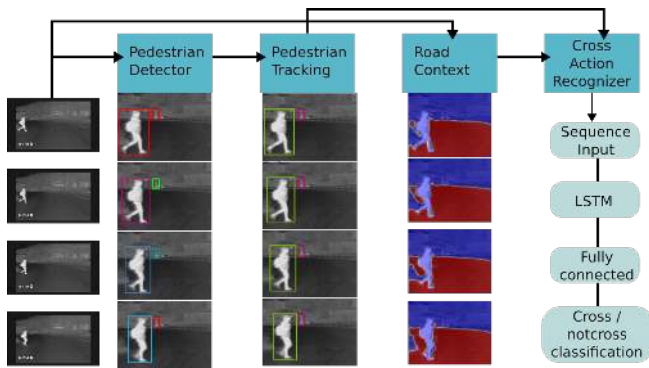 Pedestrian
Detector
Pedestrian
Tracking
Road
Context
Cross
Action
Recognizer
Sequence
Input
LSTM
Fully
connected
Cross /
notcross
classification